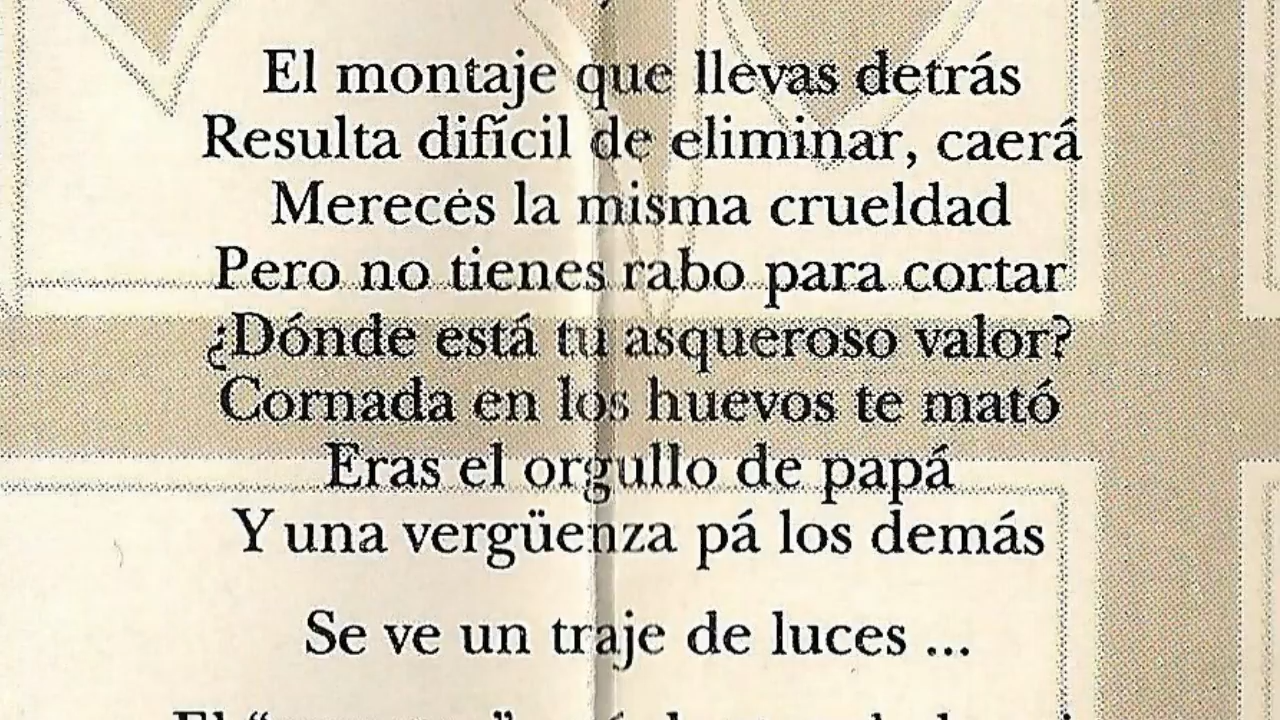 El montaje que llevas detrás
Resulta difícil de eliminar, caerá
Mereces la misma crueldad
Pero no tienes rabo para cortar
¿Dónde está tu asqueroso valor?
Cornada en los huevos te mató
Eras el orgullo de papá
Y una vergüenza pá los demás
Se ve un traje de luces ...
El